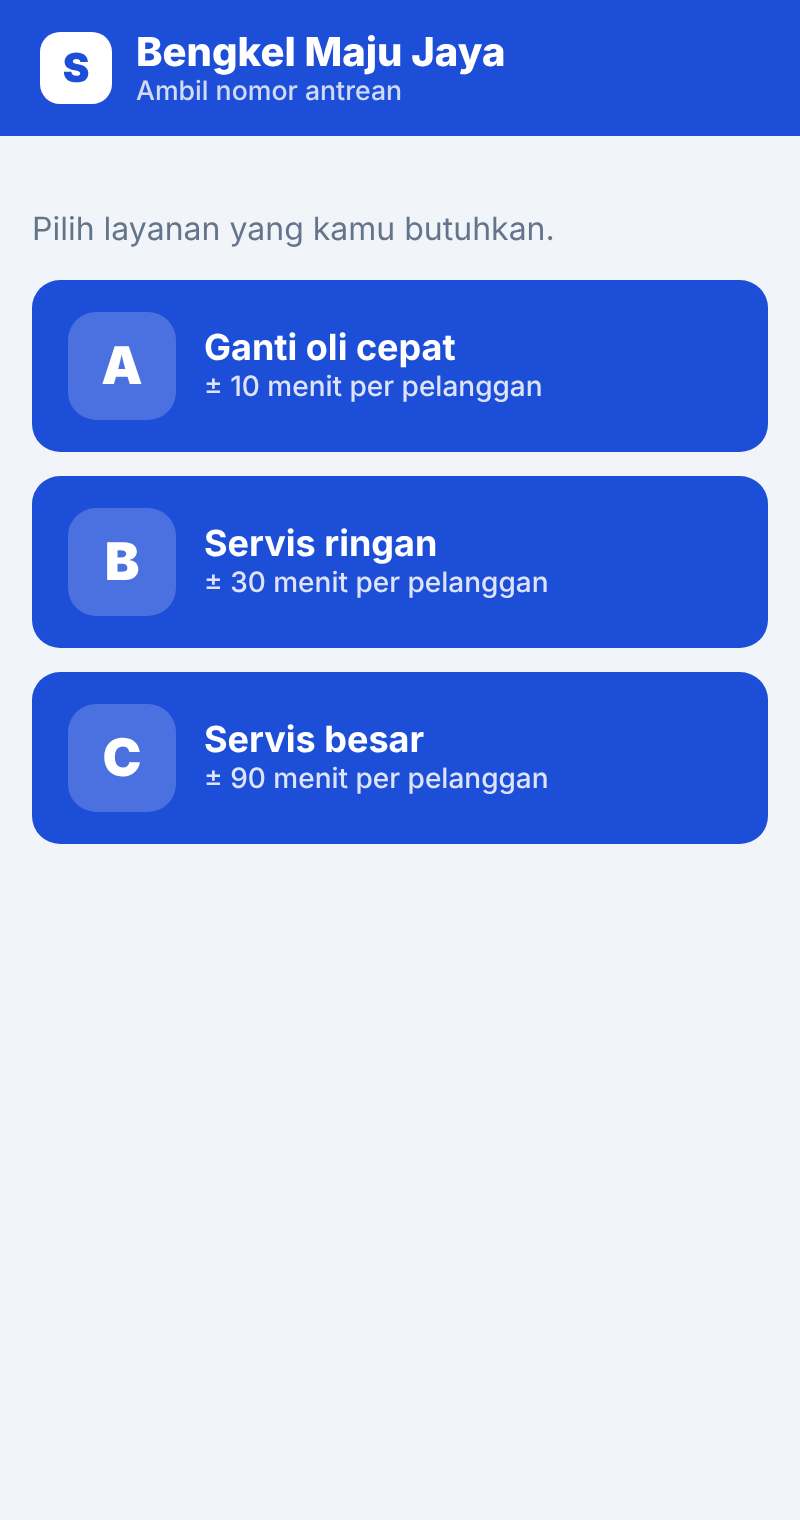 S
Bengkel Maju Jaya
Ambil nomor antrean
Pilih layanan yang kamu butuhkan.
A
Ganti oli cepat
± 10 menit per pelanggan
B
Servis ringan
± 30 menit per pelanggan
C
Servis besar
± 90 menit per pelanggan